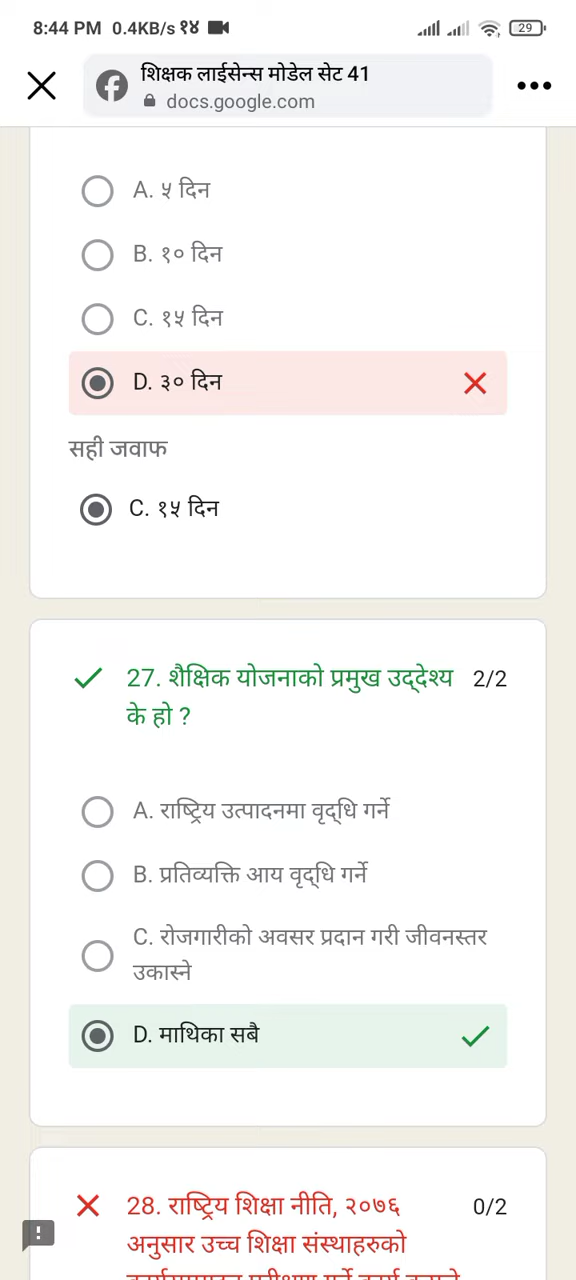 8:44 PM 0.4KB/s १४
29
शिक्षक लाईसेन्स मोडेल सेट 41
docs.google.com
A. ५ दिन
B. १० दिन
C. १५ दिन
D. ३० दिन
सही जवाफ
C. १५ दिन
27. शैक्षिक योजनाको प्रमुख उद्देश्य 2/2
के हो ?
A. राष्ट्रिय उत्पादनमा वृद्धि गर्ने
B. प्रतिव्यक्ति आय वृद्धि गर्ने
C. रोजगारीको अवसर प्रदान गरी जीवनस्तर
उकास्ने
D. माथिका सबै
28. राष्ट्रिय शिक्षा नीति, २०७६ 0/2
अनुसार उच्च शिक्षा संस्थाहरुको